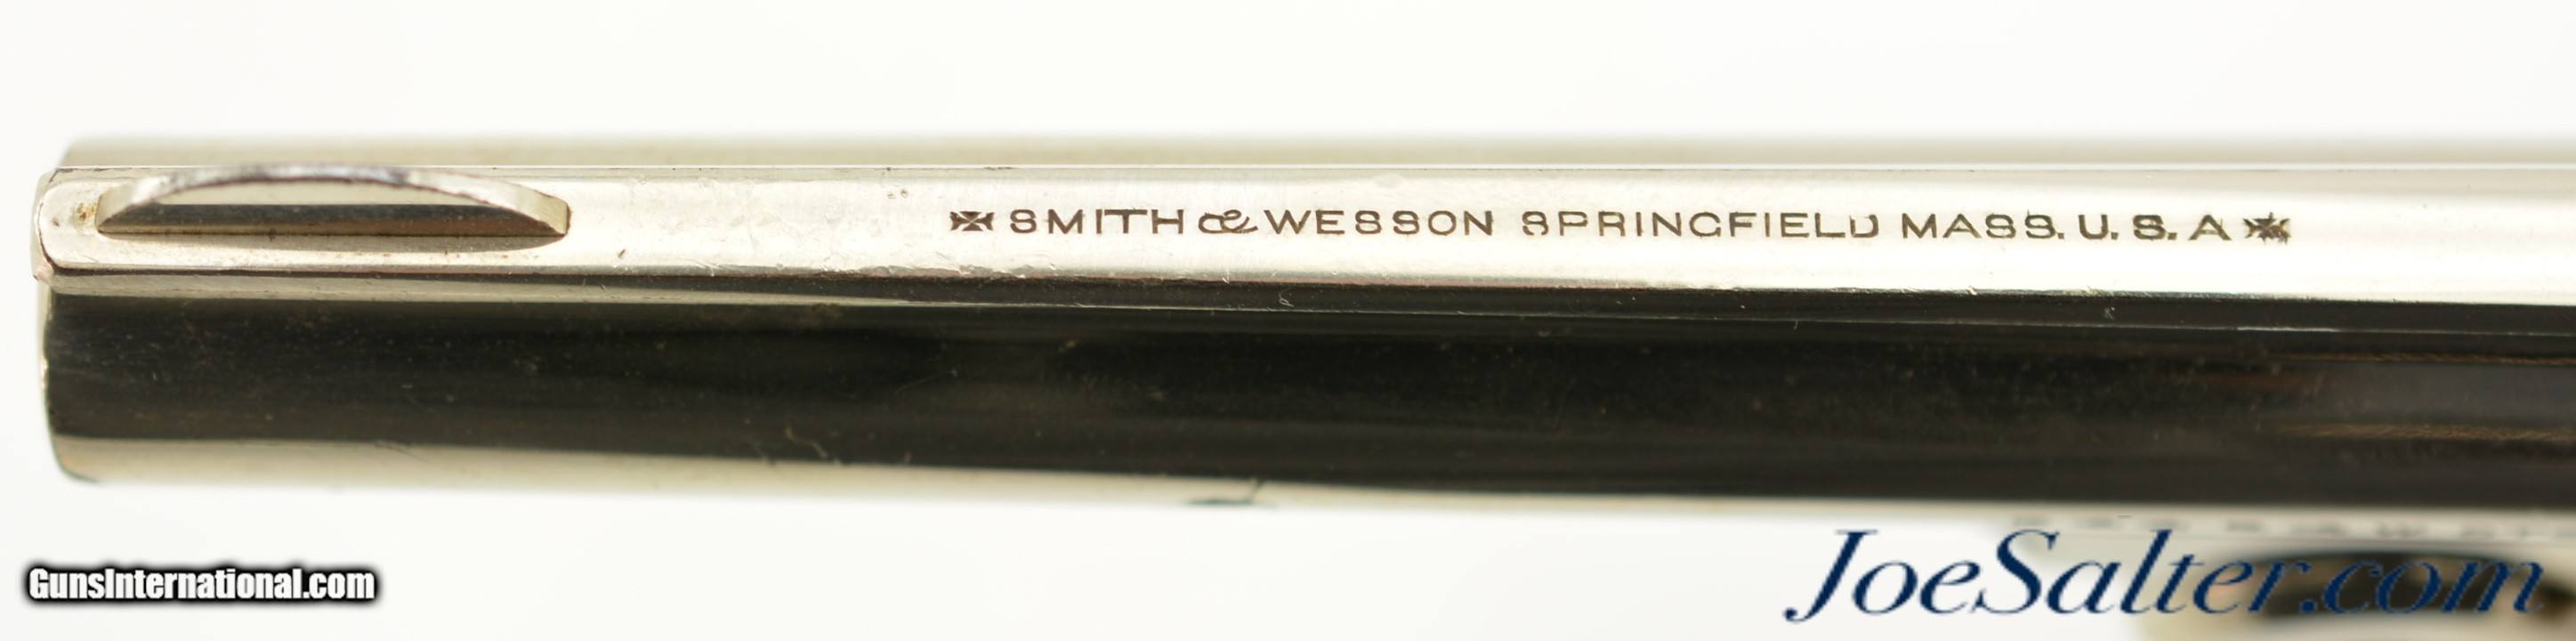 ✠ SMITH & WESSON SPRINGFIELD MASS. U. S. A ✠
GunsInternational.com
JoeSalter.com